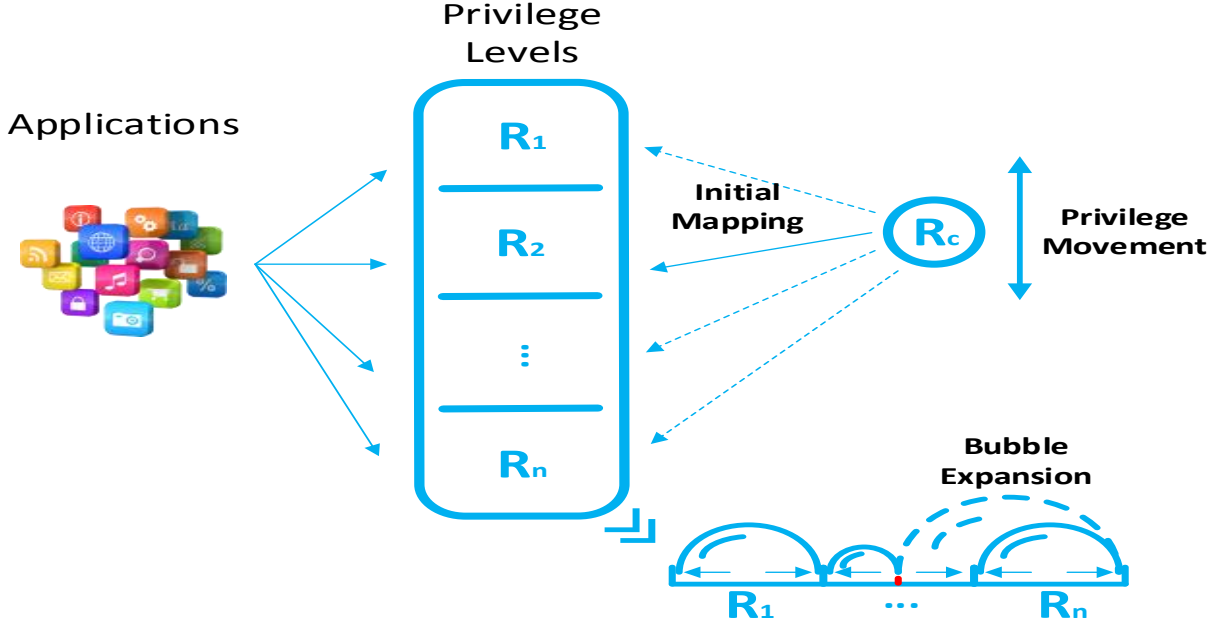 Privilege
Levels
Applications
R1
R2
...
Rn
Initial
Mapping
Rc
Privilege
Movement
Bubble
Expansion
R1
...
Rn